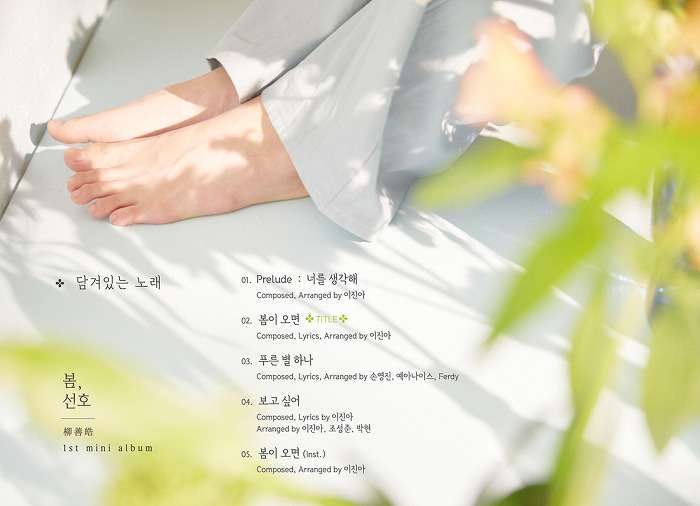 ✤ 담겨있는 노래
봄,
선호
柳善皓
1st mini album
01. Prelude : 너를 생각해
Composed, Arranged by 이진아
02. 봄이 오면 ✤TITLE✤
Composed, Lyrics, Arranged by 이진아
03. 푸른 별 하나
Composed, Lyrics, Arranged by 손영진, 예아나이스, Ferdy
04. 보고 싶어
Composed, Lyrics by 이진아
Arranged by 이진아, 조성준, 박현
05. 봄이 오면 (Inst.)
Composed, Arranged by 이진아